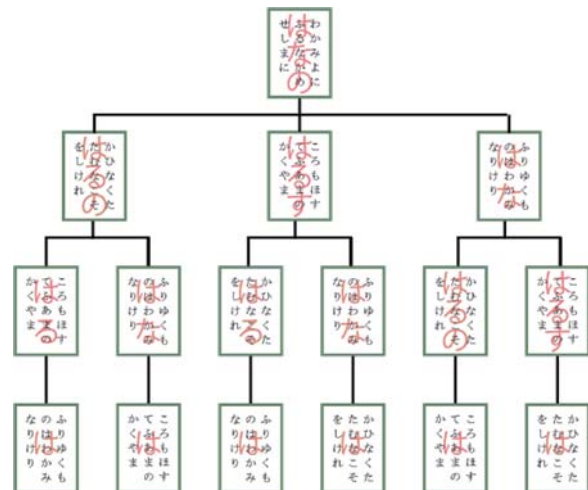 わかみよに
ふるなかめ
せしまに
はなの
かひなくた
たむなこそ
をしけれ
はるの
ころもほす
てふあまの
かくやま
はるす
ふりゆくも
のはわかみ
なりけり
はな
ころもほす
てふあまの
かくやま
はる
ふりゆくも
のはわかみ
なりけり
はな
かひなくた
たむなこそ
をしけれ
はる
ふりゆくも
のはわかみ
なりけり
はな
かひなくた
たむなこそ
をしけれ
はるの
ころもほす
てふあまの
かくやま
はるす
ふりゆくも
のはわかみ
なりけり
は
ころもほす
てふあまの
かくやま
は
ふりゆくも
のはわかみ
なりけり
は
かひなくた
たむなこそ
をしけれ
は
ころもほす
てふあまの
かくやま
は
かひなくた
たむなこそ
をしけれ
は